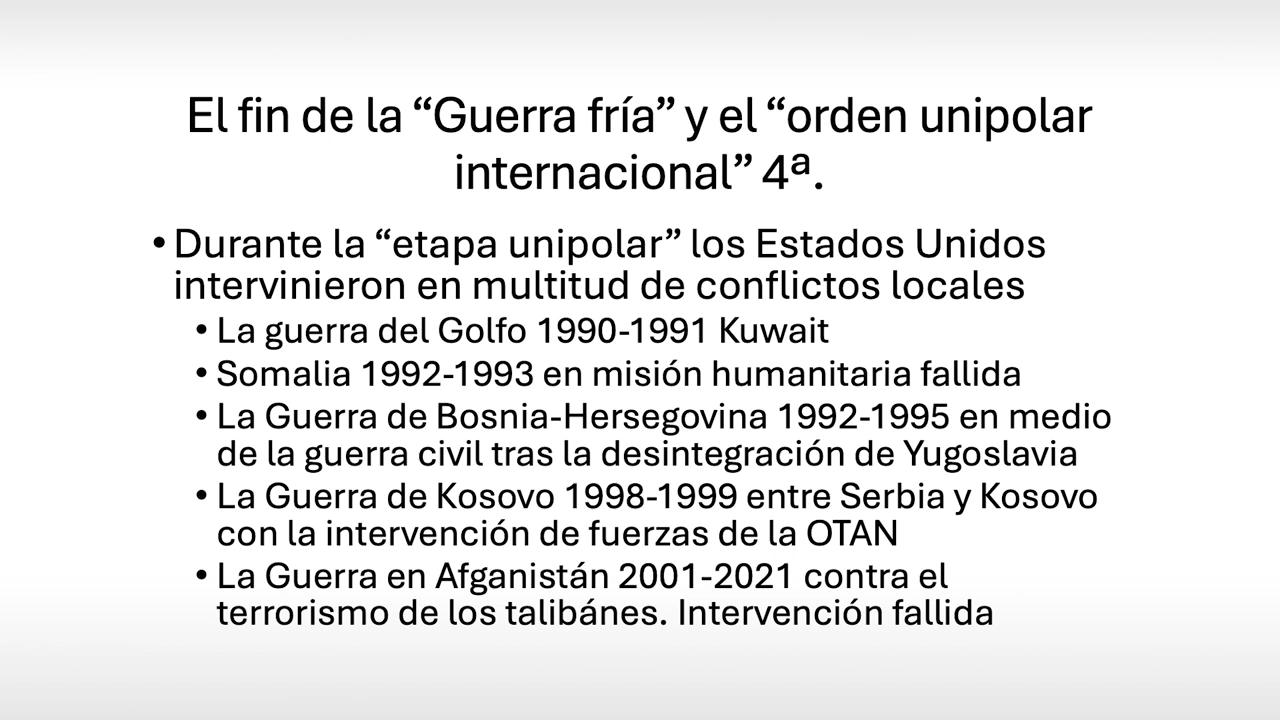 El fin de la “Guerra fría” y el “orden unipolar
internacional” 4ª.
• Durante la “etapa unipolar” los Estados Unidos
intervinieron en multitud de conflictos locales
• La guerra del Golfo 1990-1991 Kuwait
• Somalia 1992-1993 en misión humanitaria fallida
• La Guerra de Bosnia-Hersegovina 1992-1995 en medio
de la guerra civil tras la desintegración de Yugoslavia
• La Guerra de Kosovo 1998-1999 entre Serbia y Kosovo
con la intervención de fuerzas de la OTAN
• La Guerra en Afganistán 2001-2021 contra el
terrorismo de los talibánes. Intervención fallida